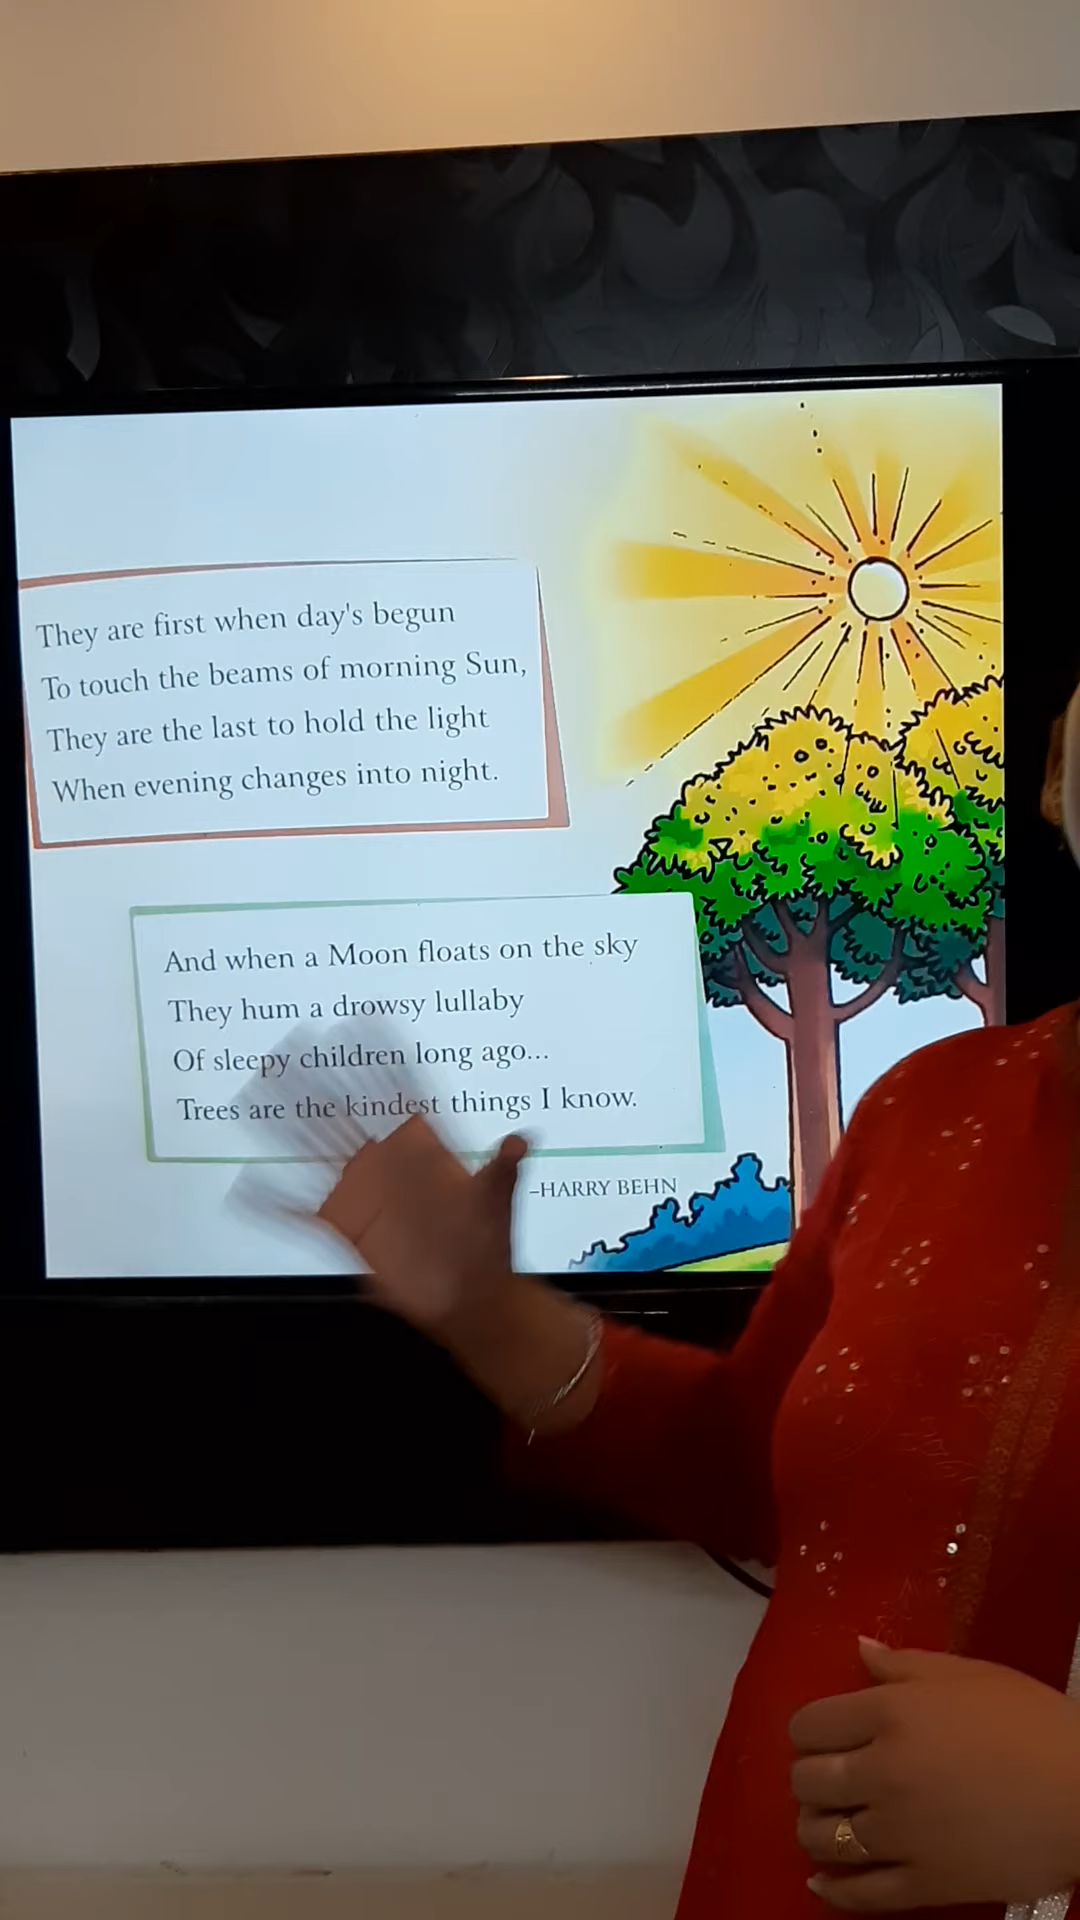 They are first when day's begun
To touch the beams of morning Sun,
They are the last to hold the light
When evening changes into night.
And when a Moon floats on the sky
They hum a drowsy lullaby
Of sleepy children long ago...
Trees are the kindest things I know.
–HARRY BEHN